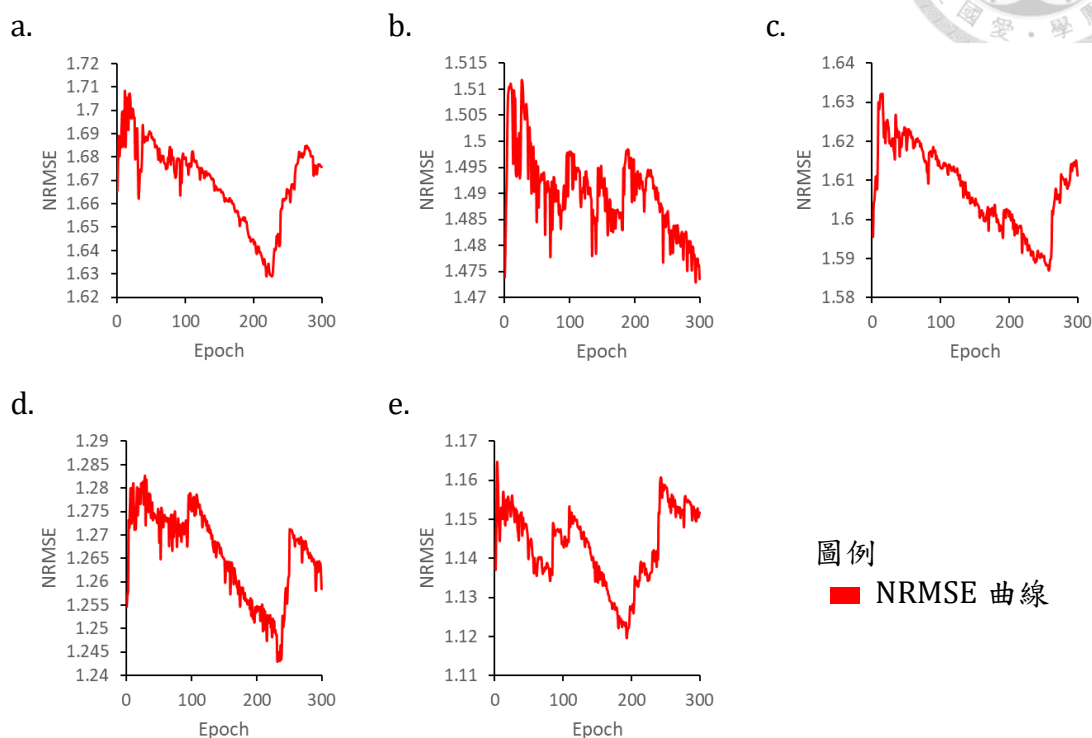 國愛·學
a.
1.72
1.71
1.7
1.69
1.68
1.67
1.66
1.65
1.64
1.63
1.62
NRMSE
0 100 200 300
Epoch
b.
1.515
1.51
1.505
1.5
1.495
1.49
1.485
1.48
1.475
1.47
NRMSE
0 100 200 300
Epoch
c.
1.64
1.63
1.62
1.61
1.6
1.59
1.58
NRMSE
0 100 200 300
Epoch
d.
1.29
1.285
1.28
1.275
1.27
1.265
1.26
1.255
1.25
1.245
1.24
NRMSE
0 100 200 300
Epoch
e.
1.17
1.16
1.15
1.14
1.13
1.12
1.11
NRMSE
0 100 200 300
Epoch
圖例
NRMSE 曲線